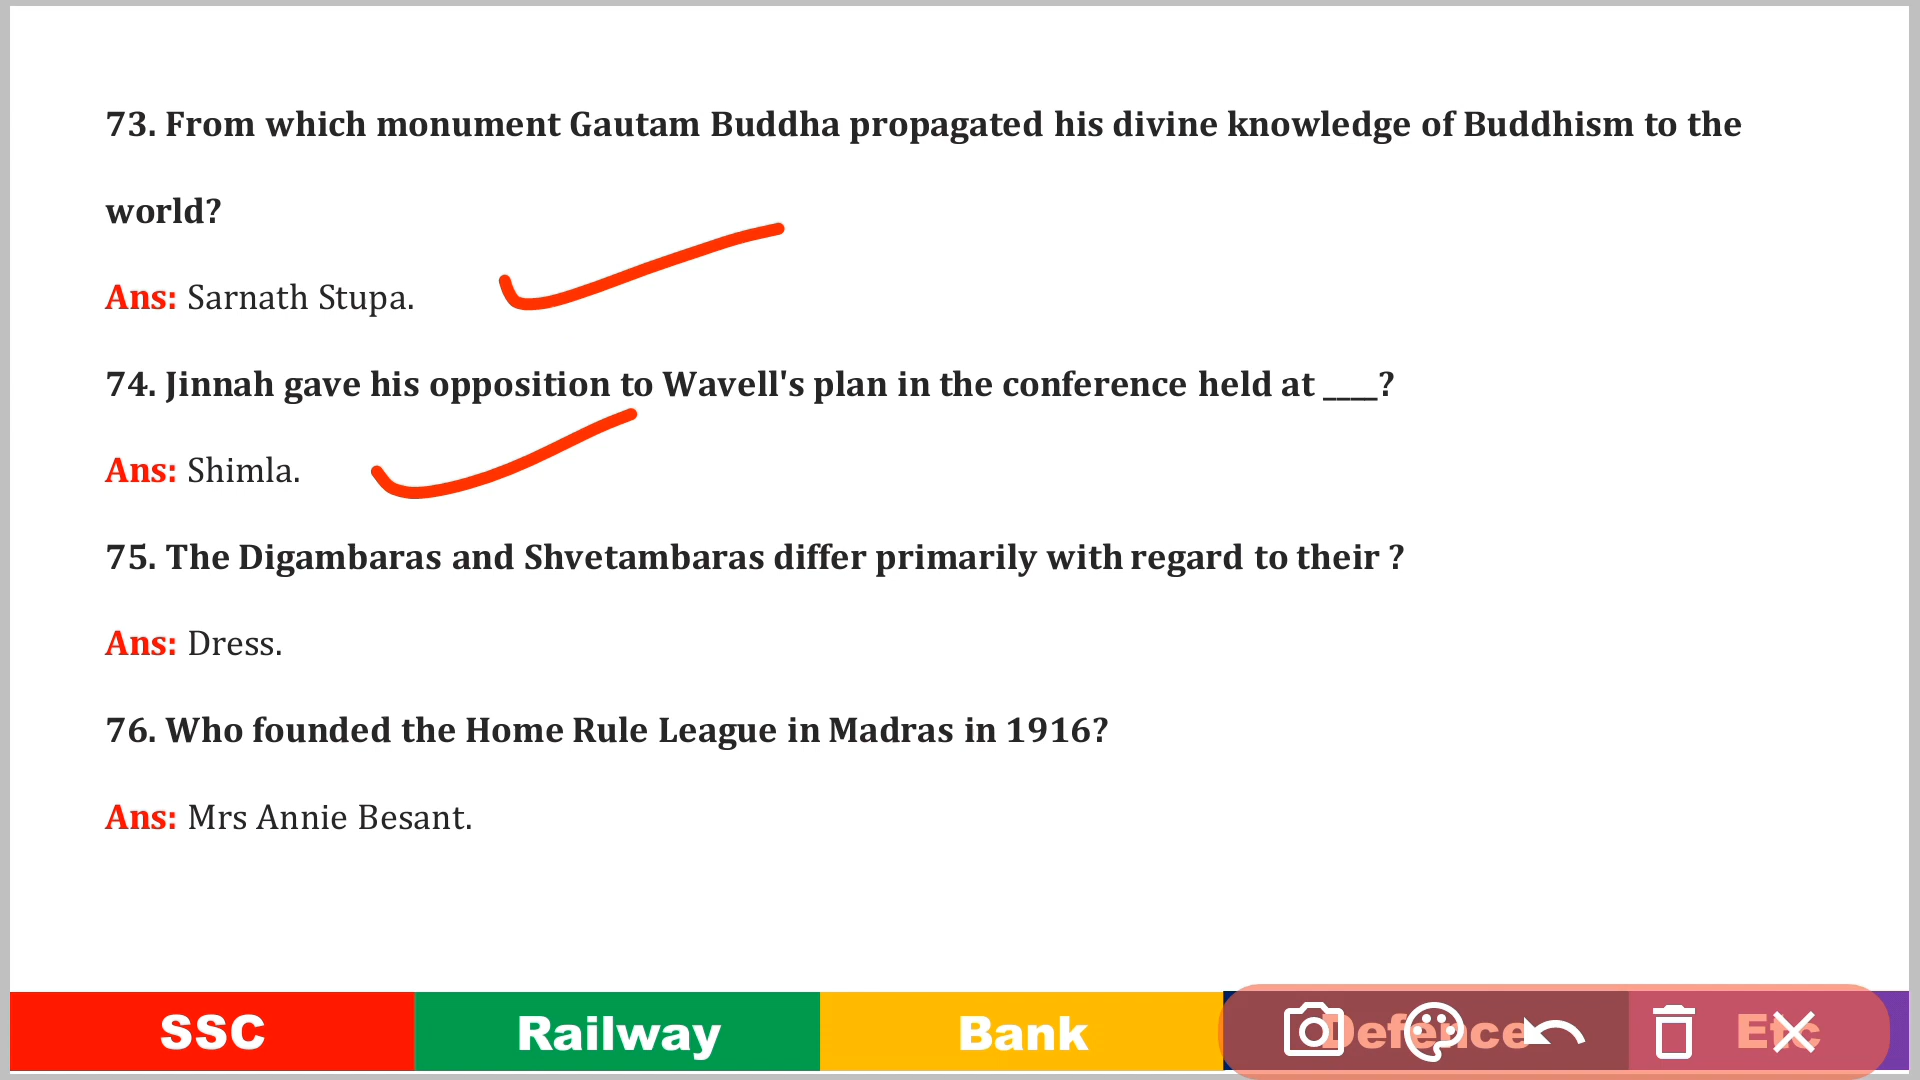 73. From which monument Gautam Buddha propagated his divine knowledge of Buddhism to the
world?
Ans: Sarnath Stupa.
74. Jinnah gave his opposition to Wavell's plan in the conference held at ____?
Ans: Shimla.
75. The Digambaras and Shvetambaras differ primarily with regard to their ?
Ans: Dress.
76. Who founded the Home Rule League in Madras in 1916?
Ans: Mrs Annie Besant.
SSC Railway Bank Defence Etc